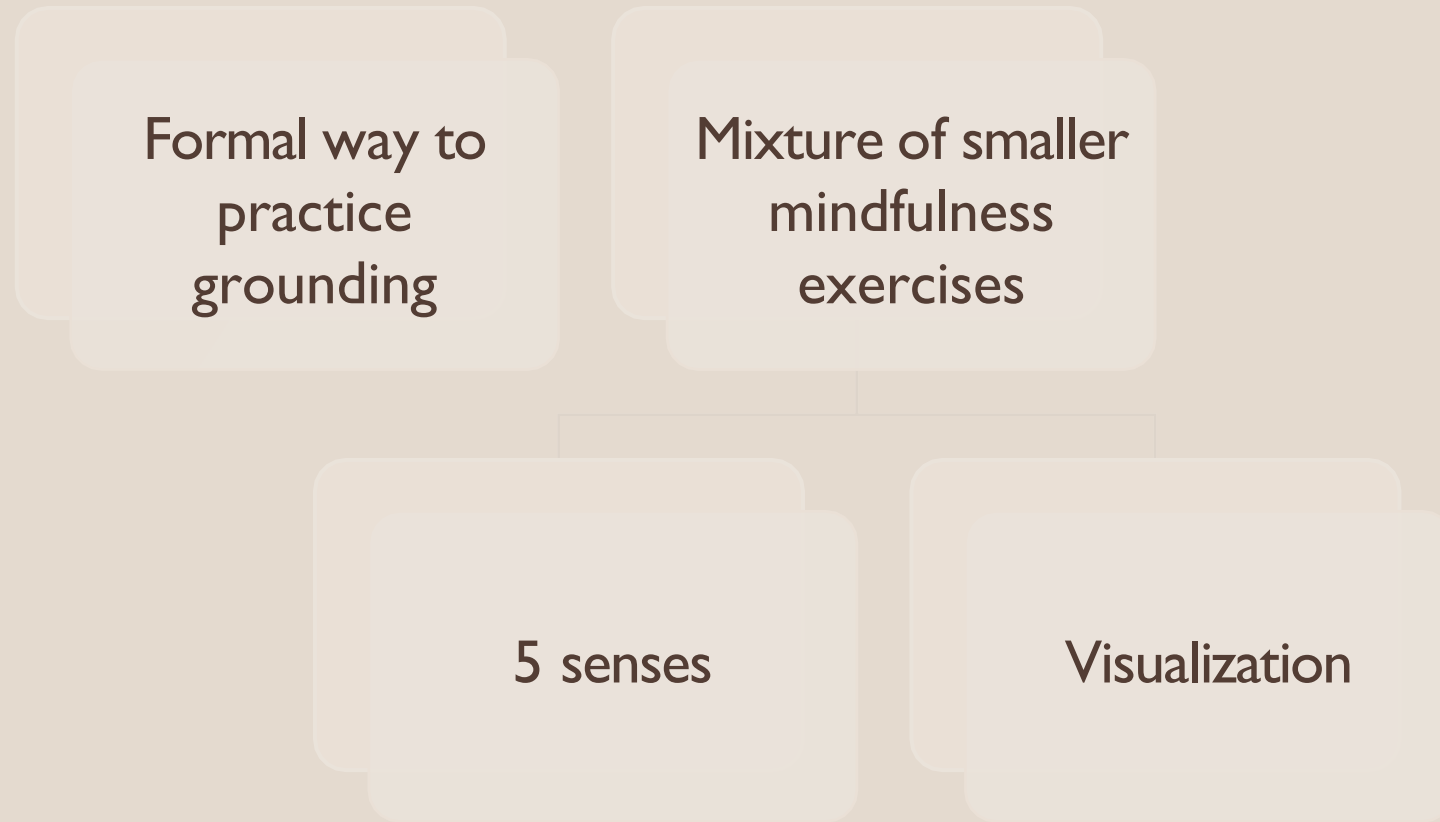 Formal way to
practice
grounding
Mixture of smaller
mindfulness
exercises
5 senses
Visualization